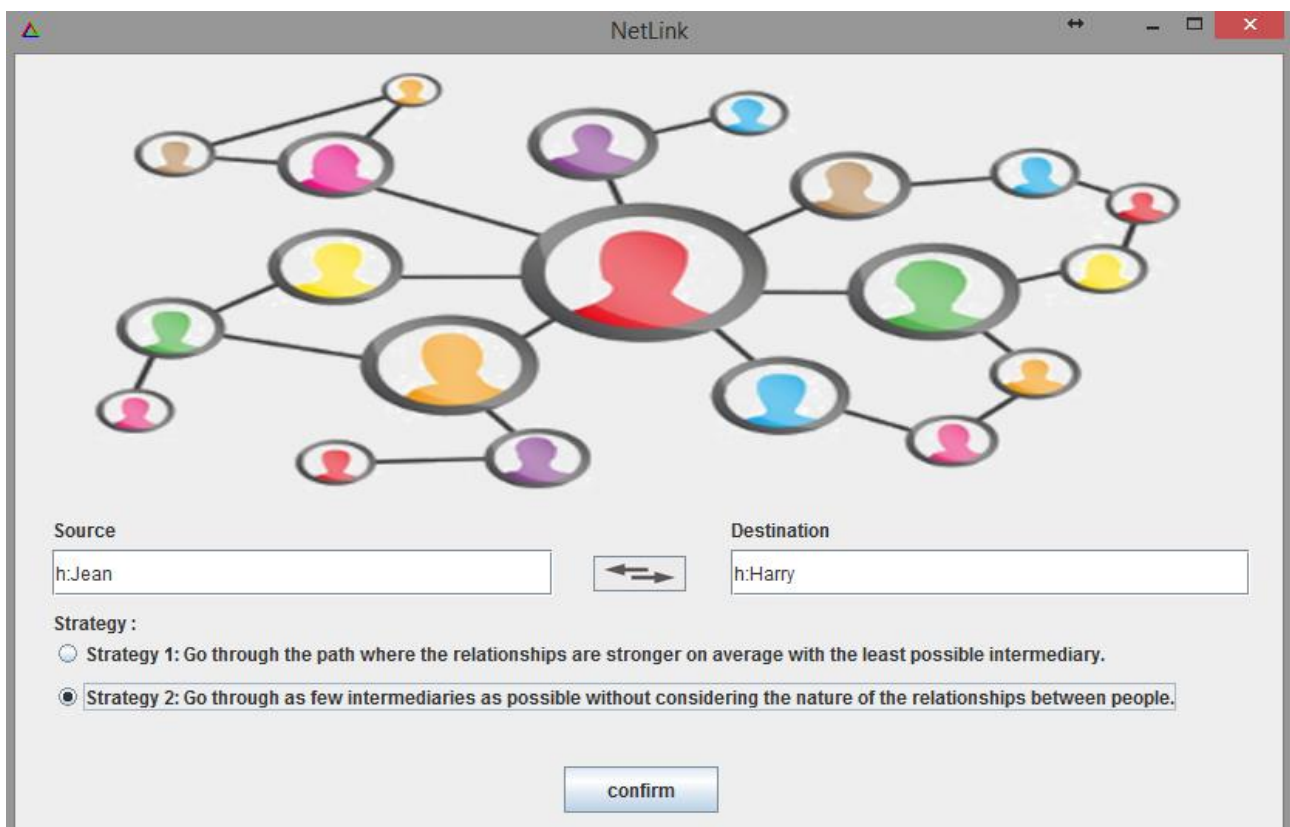 NetLink
Source
Destination
h:Jean
h:Harry
Strategy :
Strategy 1: Go through the path where the relationships are stronger on average with the least possible intermediary.
Strategy 2: Go through as few intermediaries as possible without considering the nature of the relationships between people.
confirm